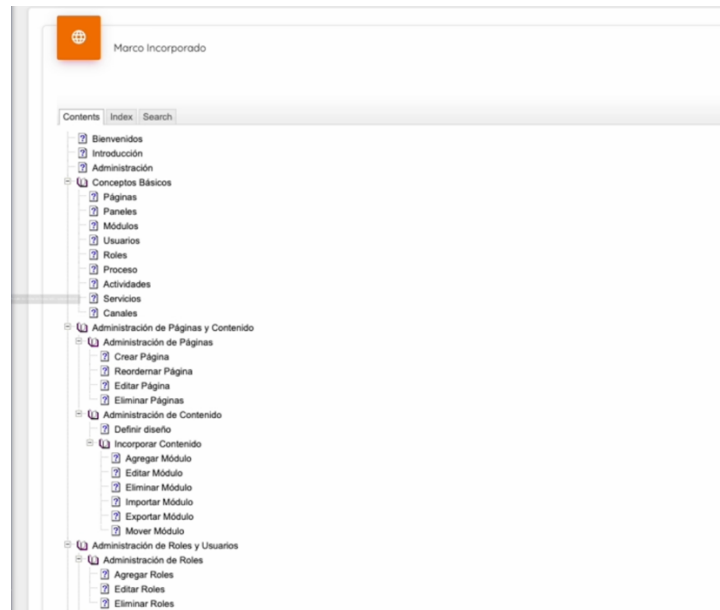 Marco Incorporado
Contents Index Search
Bienvenidos
Introducción
Administración
Conceptos Básicos
Páginas
Paneles
Módulos
Usuarios
Roles
Proceso
Actividades
Servicios
Canales
Administración de Páginas y Contenido
Administración de Páginas
Crear Página
Reordernar Página
Editar Página
Eliminar Páginas
Administración de Contenido
Definir diseño
Incorporar Contenido
Agregar Módulo
Editar Módulo
Eliminar Módulo
Importar Módulo
Exportar Módulo
Mover Módulo
Administración de Roles y Usuarios
Administración de Roles
Agregar Roles
Editar Roles
Eliminar Roles